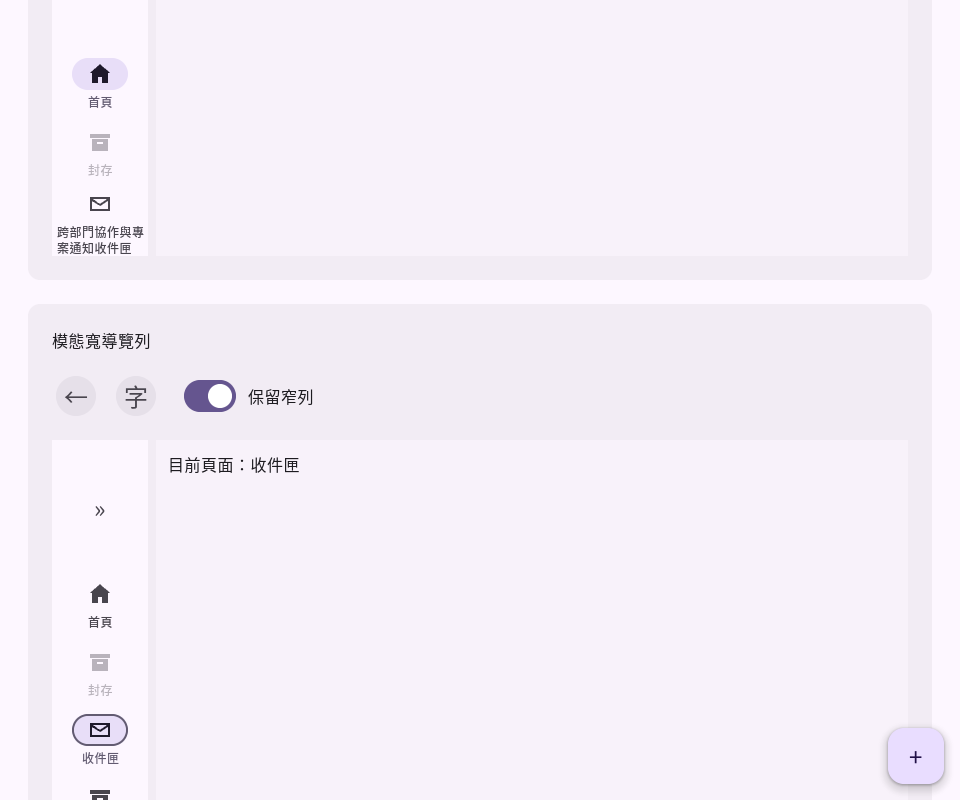 首頁
封存
跨部門協作與專
案通知收件匣
模態寬導覽列
← 字 保留窄列
目前頁面：收件匣
»
首頁
封存
收件匣
+